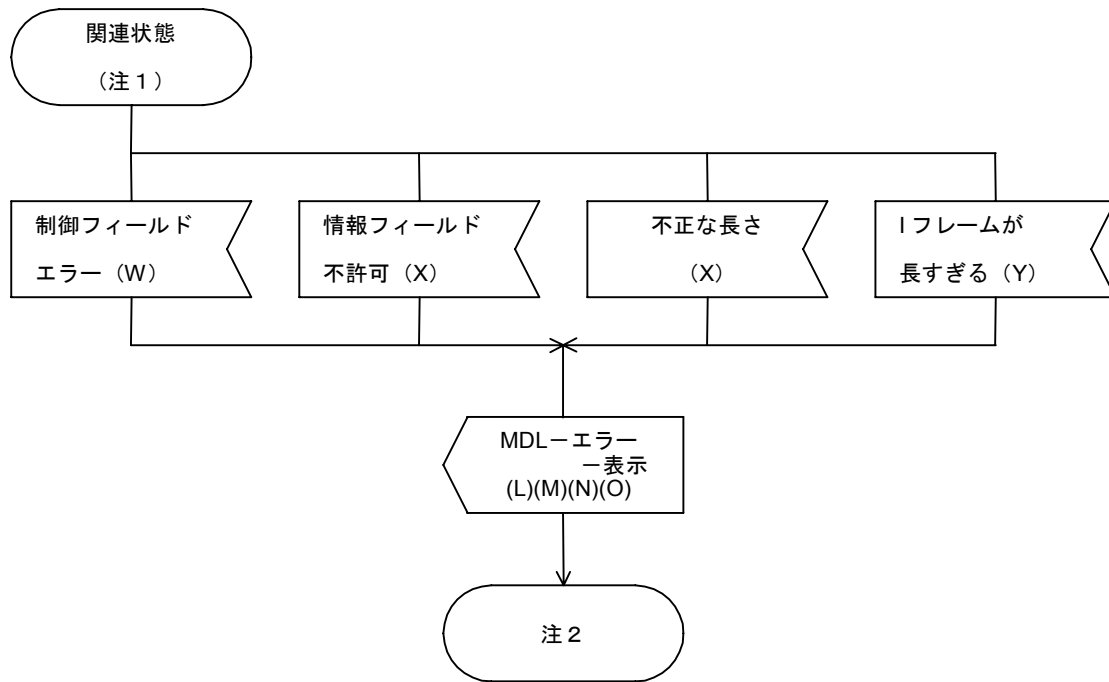 関連状態
（注１）
制御フィールド
エラー（W）
情報フィールド
不許可（X）
不正な長さ
（X）
I フレームが
長すぎる（Y）
MDL－エラー
－表示
(L)(M)(N)(O)
注２